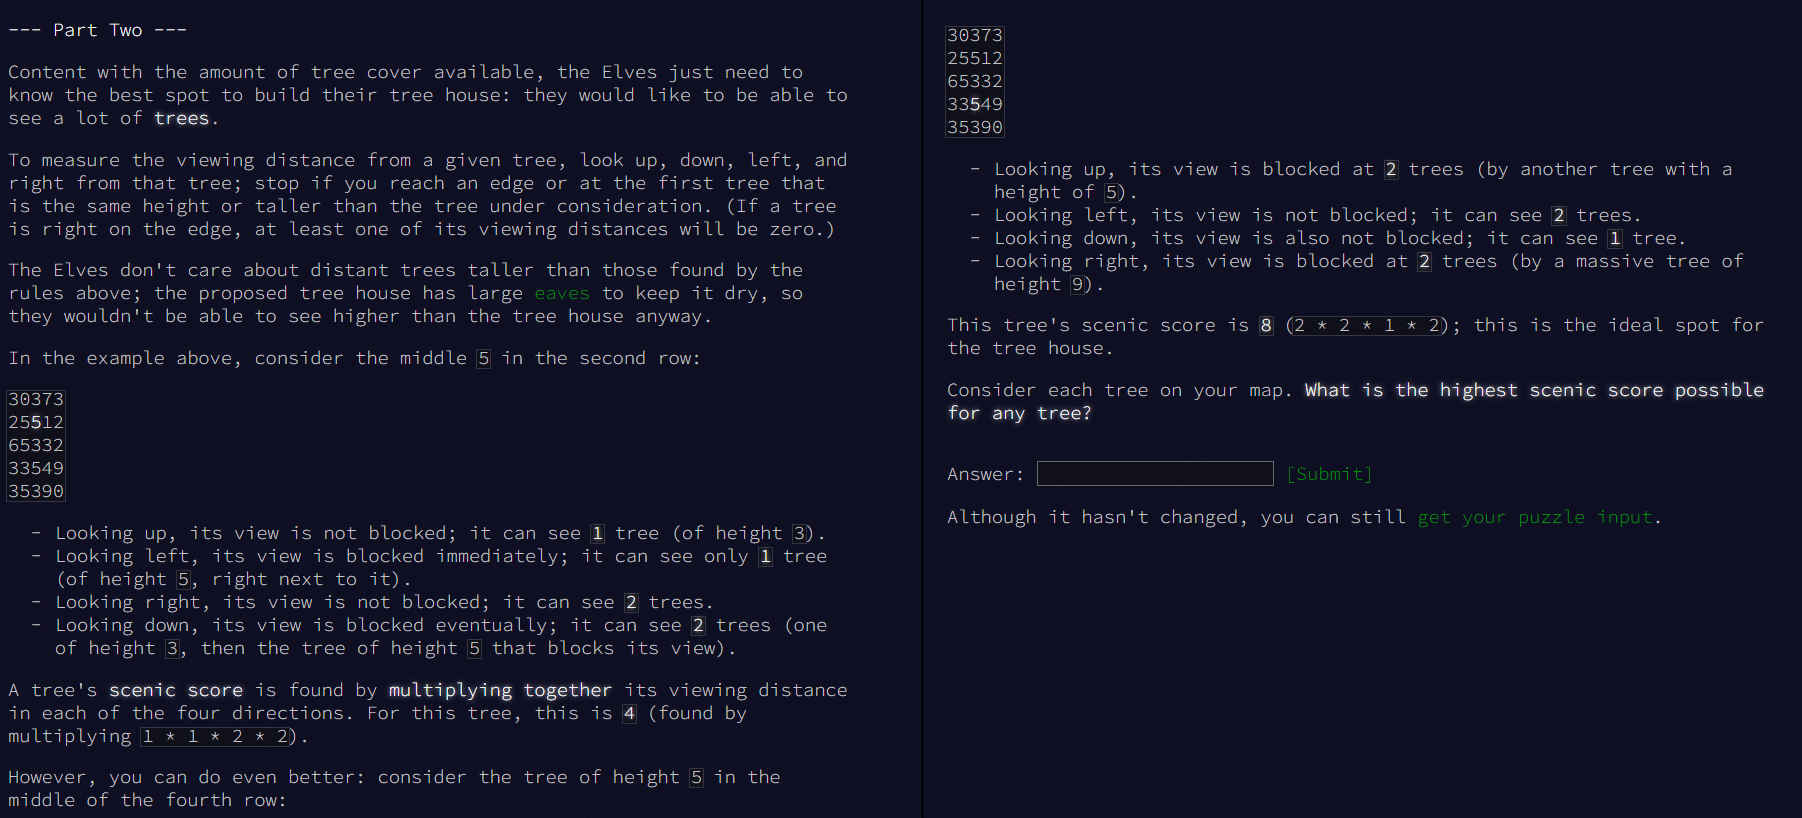 --- Part Two ---
Content with the amount of tree cover available, the Elves just need to
know the best spot to build their tree house: they would like to be able to
see a lot of trees.
To measure the viewing distance from a given tree, look up, down, left, and
right from that tree; stop if you reach an edge or at the first tree that
is the same height or taller than the tree under consideration. (If a tree
is right on the edge, at least one of its viewing distances will be zero.)
The Elves don't care about distant trees taller than those found by the
rules above; the proposed tree house has large eaves to keep it dry, so
they wouldn't be able to see higher than the tree house anyway.
In the example above, consider the middle 5 in the second row:
30373
25512
65332
33549
35390
- Looking up, its view is not blocked; it can see 1 tree (of height 3).
- Looking left, its view is blocked immediately; it can see only 1 tree
(of height 5, right next to it).
- Looking right, its view is not blocked; it can see 2 trees.
- Looking down, its view is blocked eventually; it can see 2 trees (one
of height 3, then the tree of height 5 that blocks its view).
A tree's scenic score is found by multiplying together its viewing distance
in each of the four directions. For this tree, this is 4 (found by
multiplying 1 * 1 * 2 * 2).
However, you can do even better: consider the tree of height 5 in the
middle of the fourth row:
30373
25512
65332
33549
35390
- Looking up, its view is blocked at 2 trees (by another tree with a
height of 5).
- Looking left, its view is not blocked; it can see 2 trees.
- Looking down, its view is also not blocked; it can see 1 tree.
- Looking right, its view is blocked at 2 trees (by a massive tree of
height 9).
This tree's scenic score is 8 (2 * 2 * 1 * 2); this is the ideal spot for
the tree house.
Consider each tree on your map. What is the highest scenic score possible
for any tree?
Answer: [Submit]
Although it hasn't changed, you can still get your puzzle input.